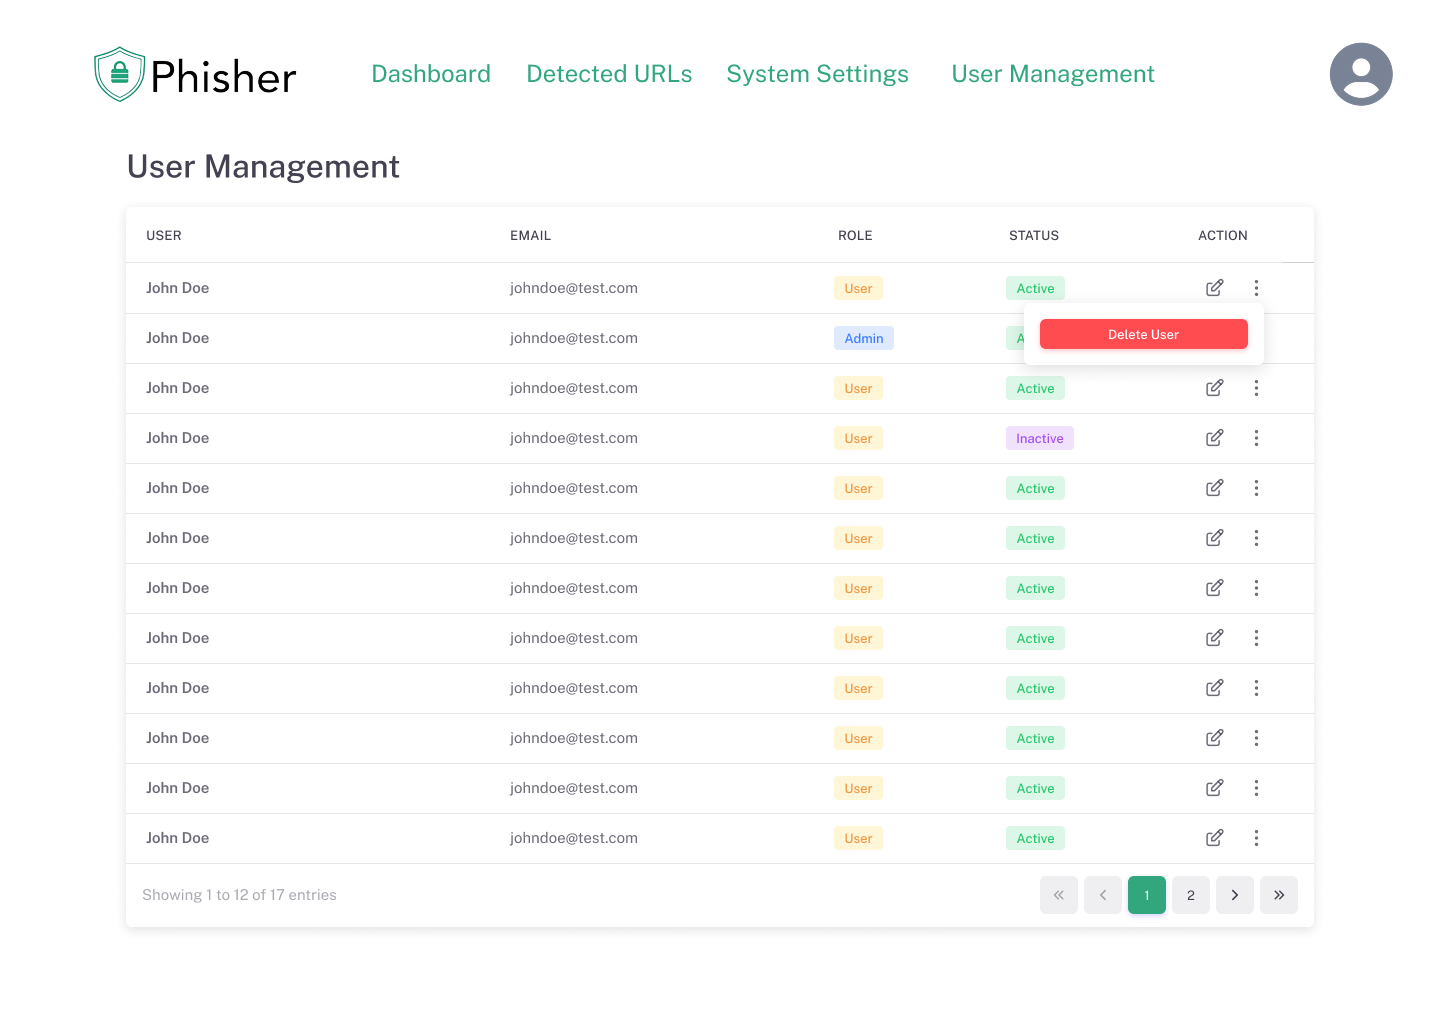 Phisher Dashboard Detected URLs System Settings User Management
User Management
USER EMAIL ROLE STATUS ACTION
John Doe johndoe@test.com User Active
John Doe johndoe@test.com Admin A
Delete User
John Doe johndoe@test.com User Active
John Doe johndoe@test.com User Inactive
John Doe johndoe@test.com User Active
John Doe johndoe@test.com User Active
John Doe johndoe@test.com User Active
John Doe johndoe@test.com User Active
John Doe johndoe@test.com User Active
John Doe johndoe@test.com User Active
John Doe johndoe@test.com User Active
John Doe johndoe@test.com User Active
Showing 1 to 12 of 17 entries « ‹ 1 2 › »